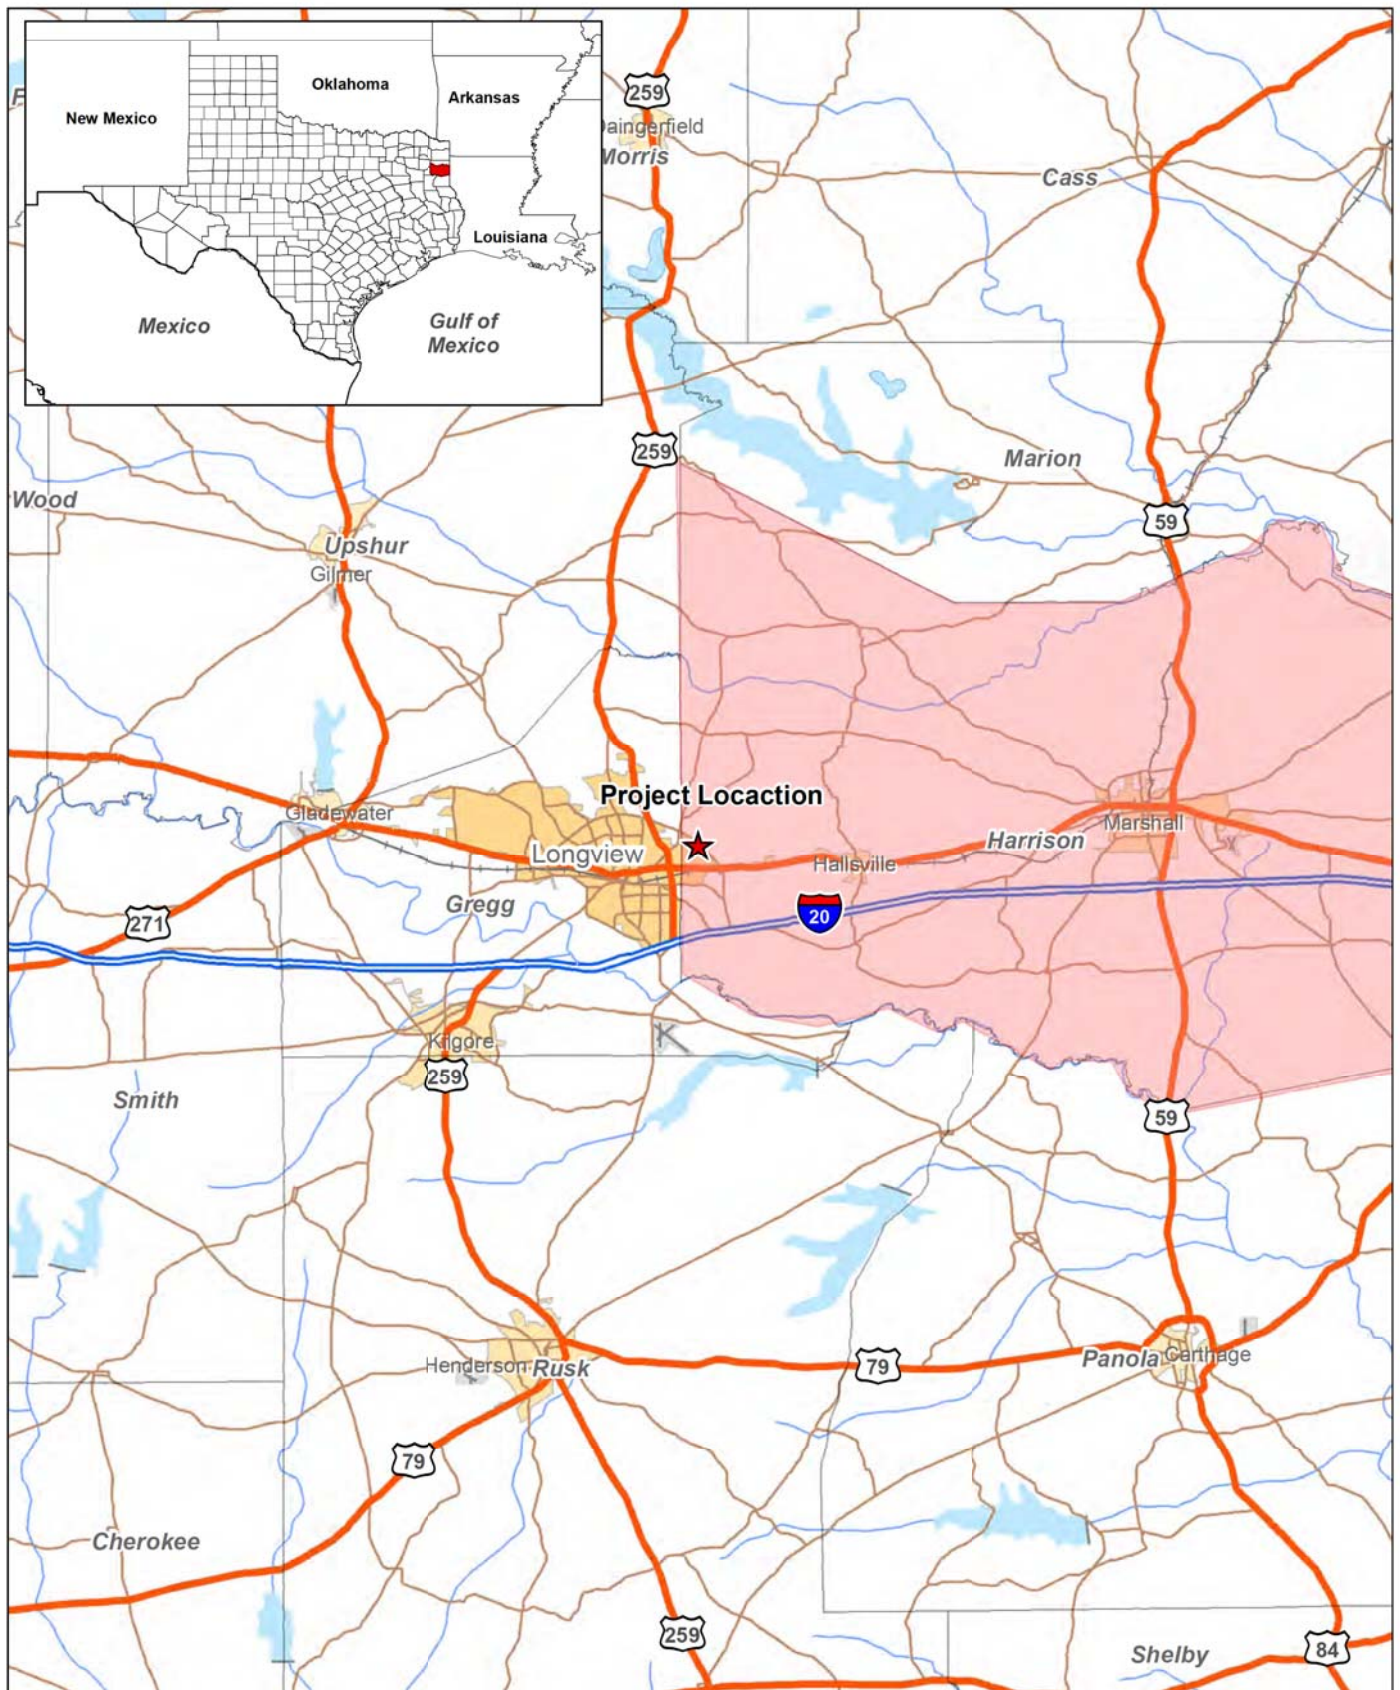 Oklahoma
Arkansas
New Mexico
Louisiana
Mexico
Gulf of
Mexico
259
Daingerfield
Morris
Cass
259
Marion
Wood
59
Upshur
Gilmer
Project Locaction
Gladewater
Marshall
Harrison
Longview
Hallsville
Gregg
20
271
Kilgore
259
Smith
59
Panola
Carthage
Henderson
Rusk
79
79
Cherokee
259
84
Shelby